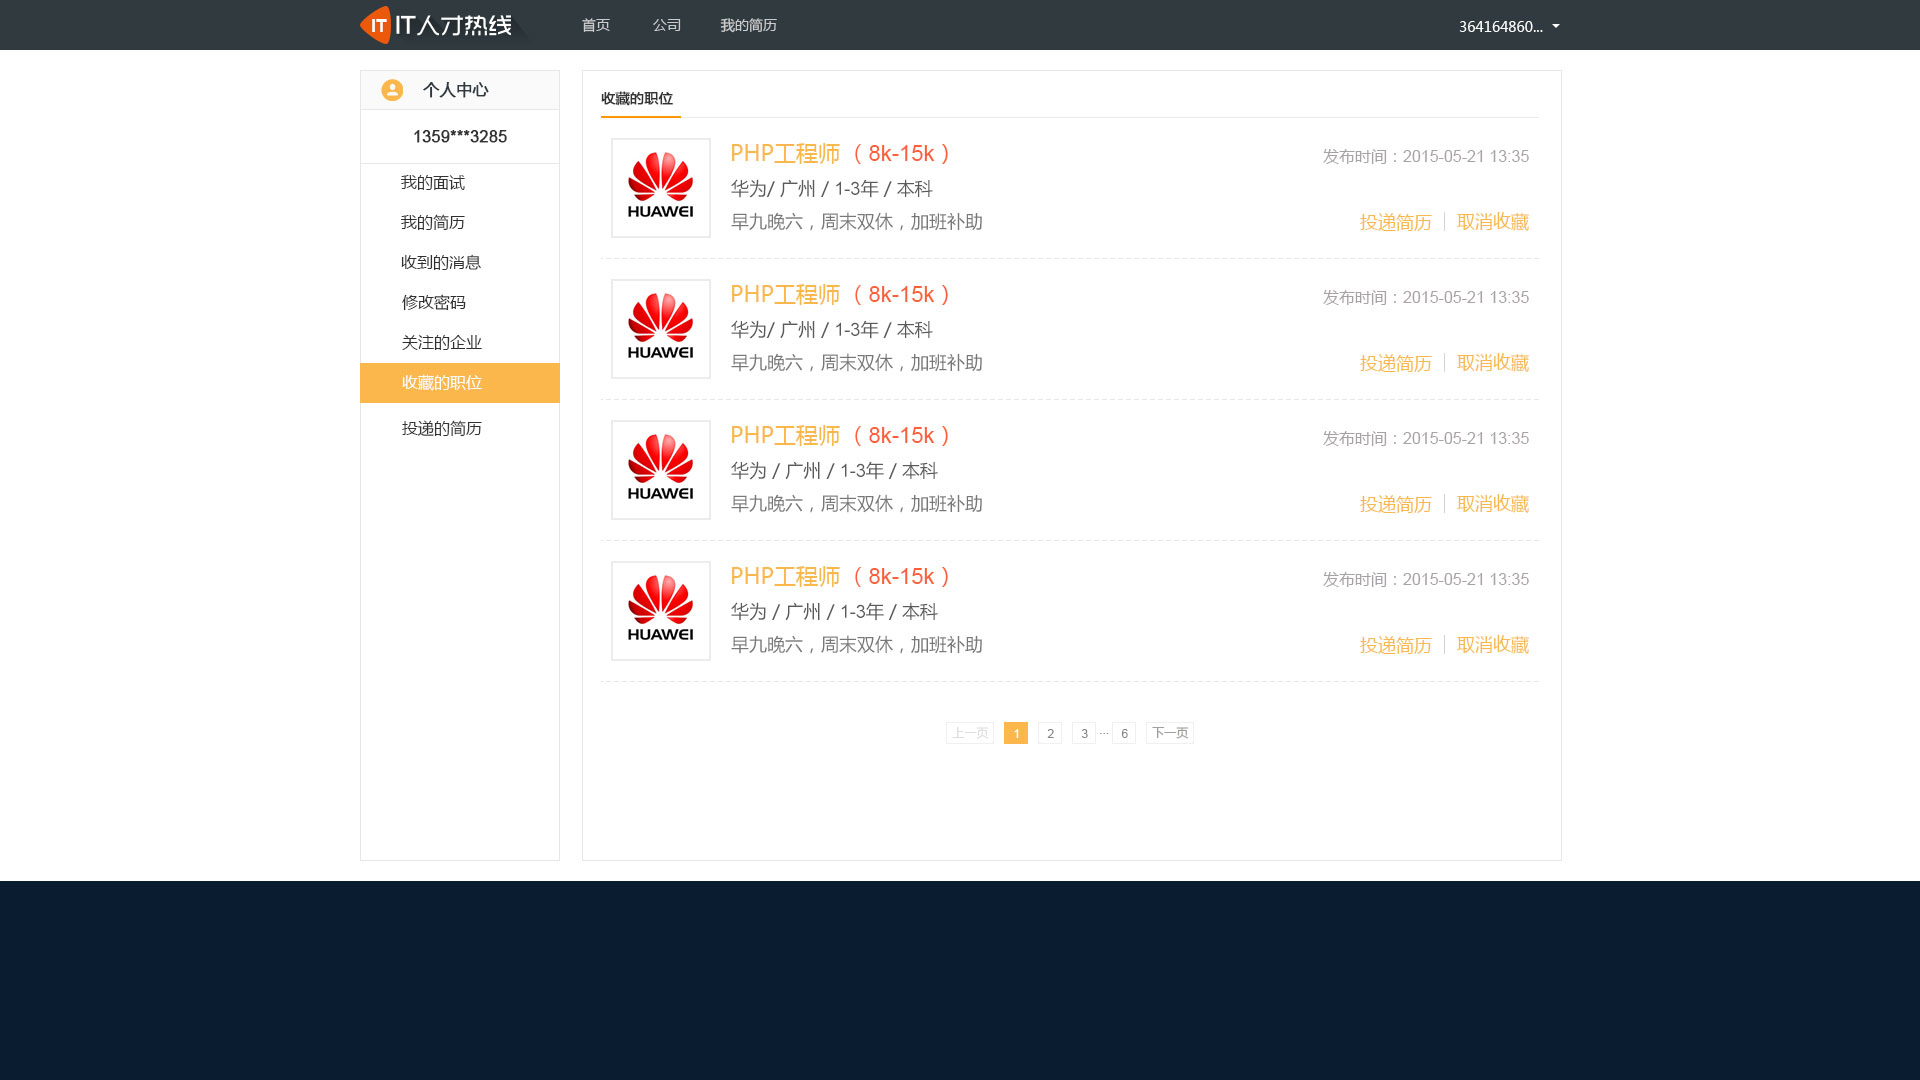 IT IT人才热线 首页 公司 我的简历 364164860...
个人中心
1359***3285
我的面试
我的简历
收到的消息
修改密码
关注的企业
收藏的职位
投递的简历
收藏的职位
HUAWEI
PHP工程师 （ 8k-15k ） 发布时间：2015-05-21 13:35
华为/ 广州 / 1-3年 / 本科
早九晚六，周末双休，加班补助 投递简历 取消收藏
HUAWEI
PHP工程师 （ 8k-15k ） 发布时间：2015-05-21 13:35
华为/ 广州 / 1-3年 / 本科
早九晚六，周末双休，加班补助 投递简历 取消收藏
HUAWEI
PHP工程师 （ 8k-15k ） 发布时间：2015-05-21 13:35
华为 / 广州 / 1-3年 / 本科
早九晚六，周末双休，加班补助 投递简历 取消收藏
HUAWEI
PHP工程师 （ 8k-15k ） 发布时间：2015-05-21 13:35
华为 / 广州 / 1-3年 / 本科
早九晚六，周末双休，加班补助 投递简历 取消收藏
上一页 1 2 3 ... 6 下一页